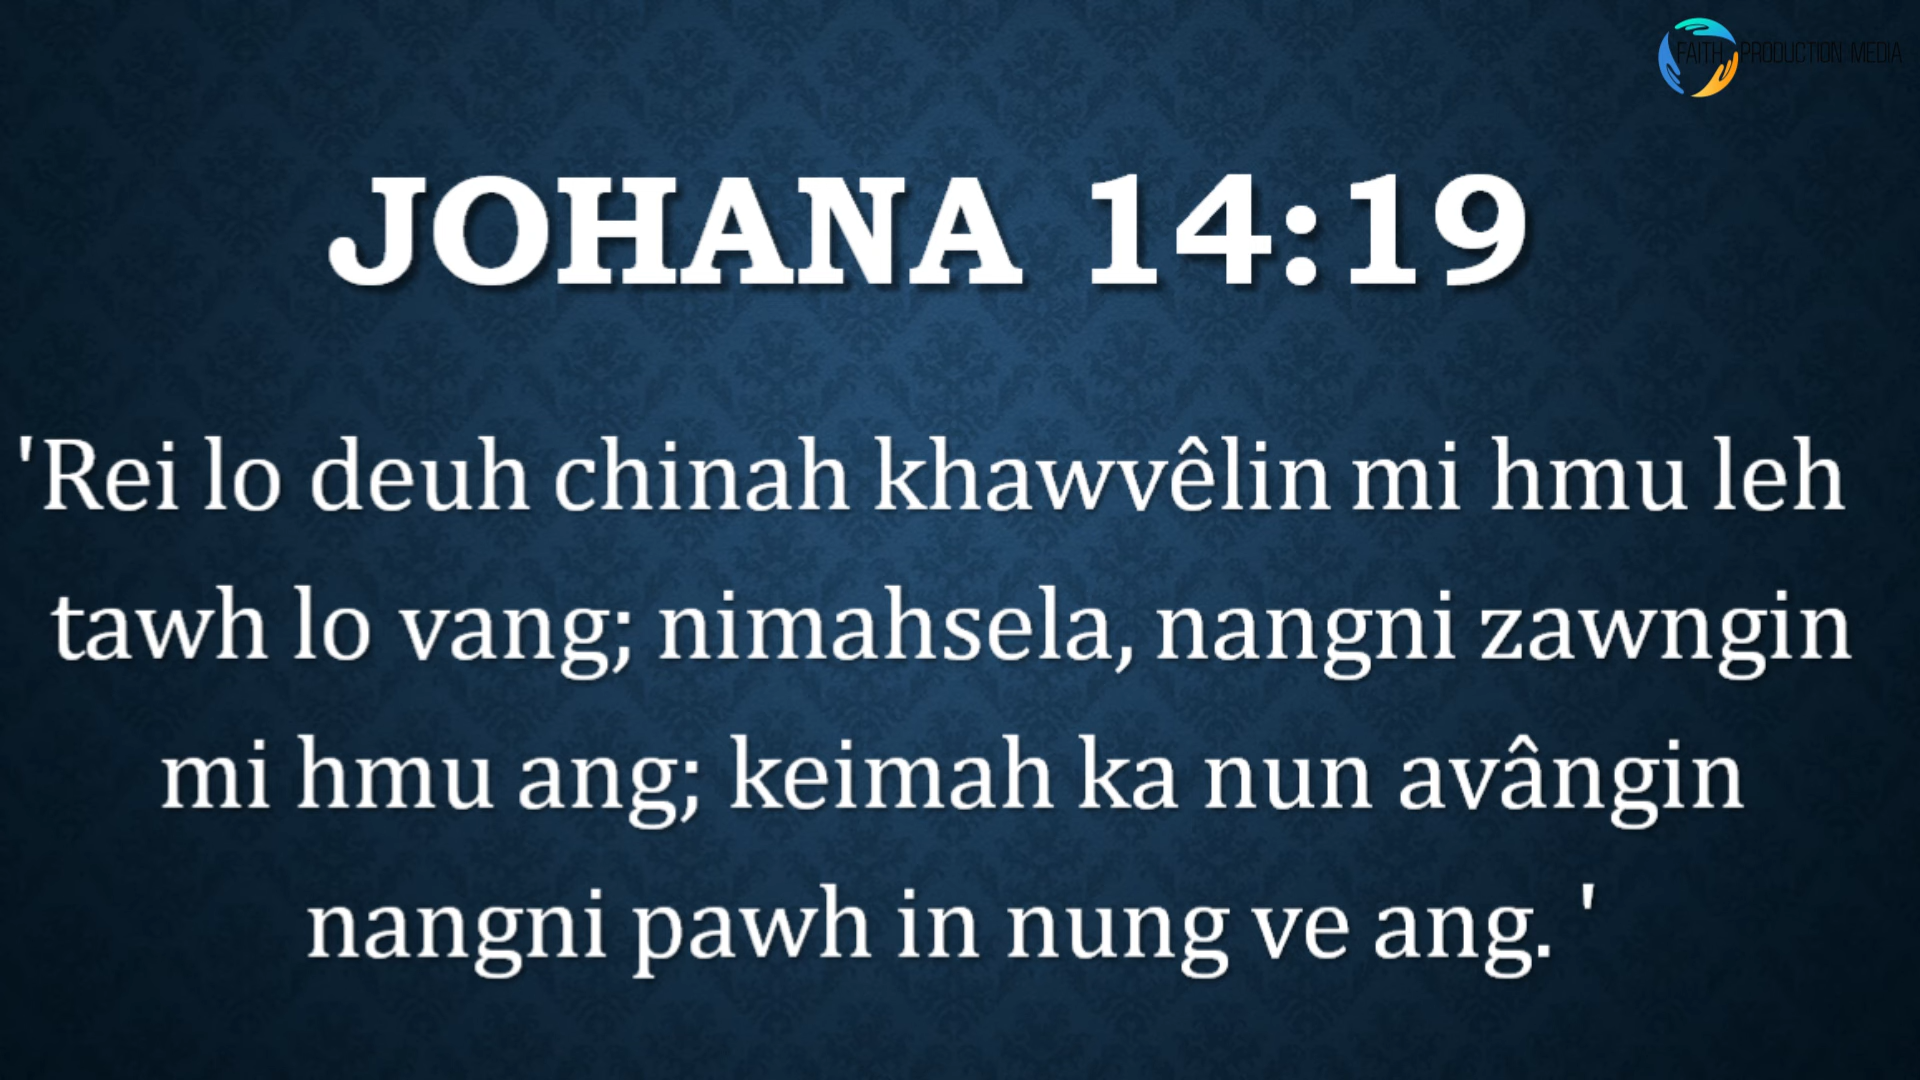 FAITH PRODUCTION MEDIA
JOHANA 14:19
'Rei lo deuh chinah khawvêlin mi hmu leh
tawh lo vang; nimahsela, nangni zawngin
mi hmu ang; keimah ka nun avângin
nangni pawh in nung ve ang. '